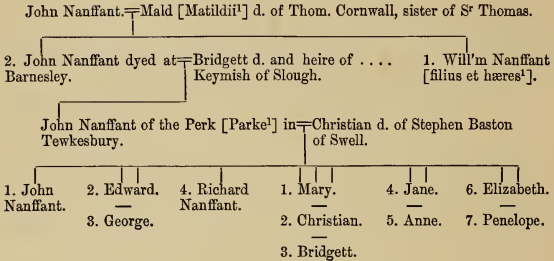 John Nanffant.=Mald [Matildii¹] d. of Thom. Cornwall, sister of Sʳ Thomas.
2. John Nanffant dyed at=Bridgett d. and heire of . . . . 1. Will'm Nanffant
Barnesley. Keymish of Slough. [filius et hæres¹].
John Nanffant of the Perk [Parke¹] in=Christian d. of Stephen Baston
Tewkesbury. of Swell.
1. John 2. Edward. 4. Richard 1. Mary. 4. Jane. 6. Elizabeth.
Nanffant. — Nanffant. — — —
3. George. 2. Christian. 5. Anne. 7. Penelope.
—
3. Bridgett.